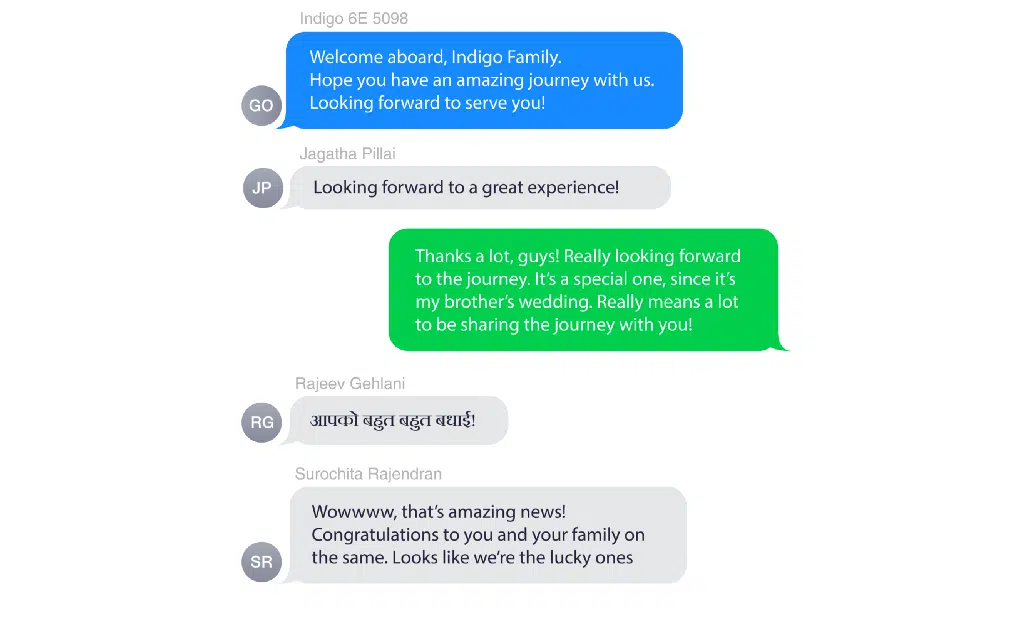 Indigo 6E 5098
Welcome aboard, Indigo Family.
Hope you have an amazing journey with us.
Looking forward to serve you!
GO
Jagatha Pillai
JP
Looking forward to a great experience!
Thanks a lot, guys! Really looking forward
to the journey. It's a special one, since it's
my brother's wedding. Really means a lot
to be sharing the journey with you!
Rajeev Gehlani
RG
आपको बहुत बहुत बधाई!
Surochita Rajendran
Wowwww, that's amazing news!
Congratulations to you and your family on
the same. Looks like we're the lucky ones
SR